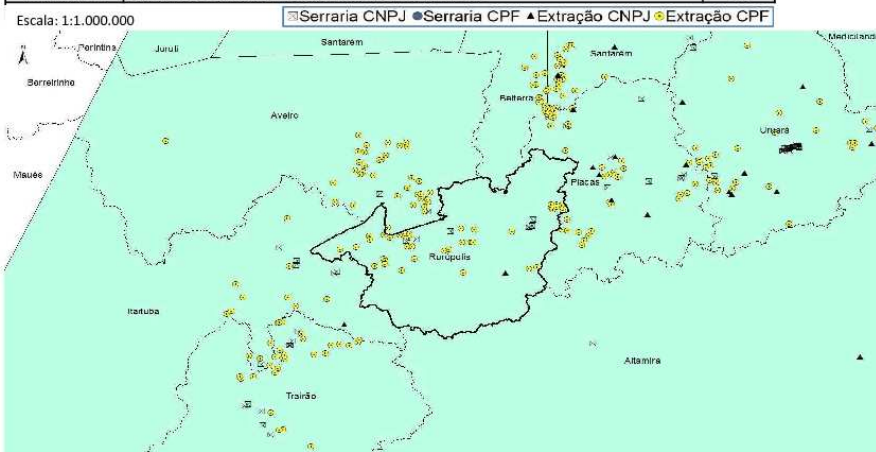 Escala: 1:1.000.000
Serraria CNPJ Serraria CPF Extração CNPJ Extração CPF
N
Parintina Juruti Santarém Santarém Medicilândia
Barreirinha
Aveiro Belterra Uruará
Maués Placas
Rurópolis
Itaituba
Altamira
Trairão